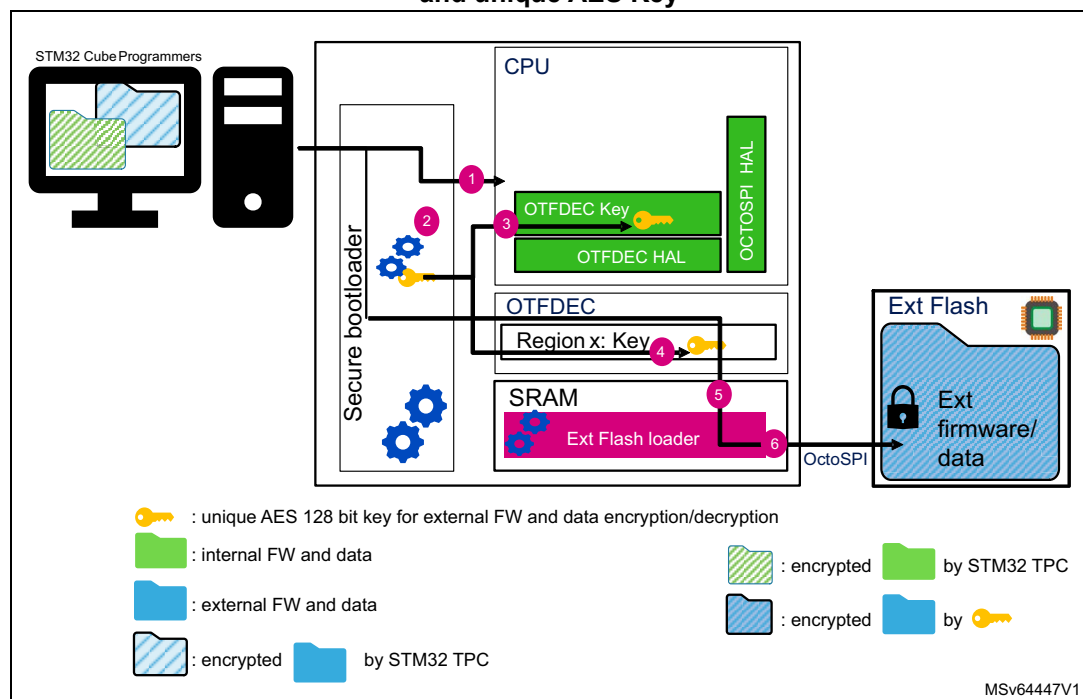 and unique AES Key
STM32 Cube Programmers
CPU
OCTOSPI HAL
1
2
3
OTFDEC Key
OTFDEC HAL
Secure bootloader
OTFDEC
Region x: Key
4
5
SRAM
Ext Flash loader
6
OctoSPI
Ext Flash
Ext
firmware/
data
: unique AES 128 bit key for external FW and data encryption/decryption
: internal FW and data
: external FW and data
: encrypted by STM32 TPC
: encrypted by STM32 TPC
: encrypted by
MSv64447V1